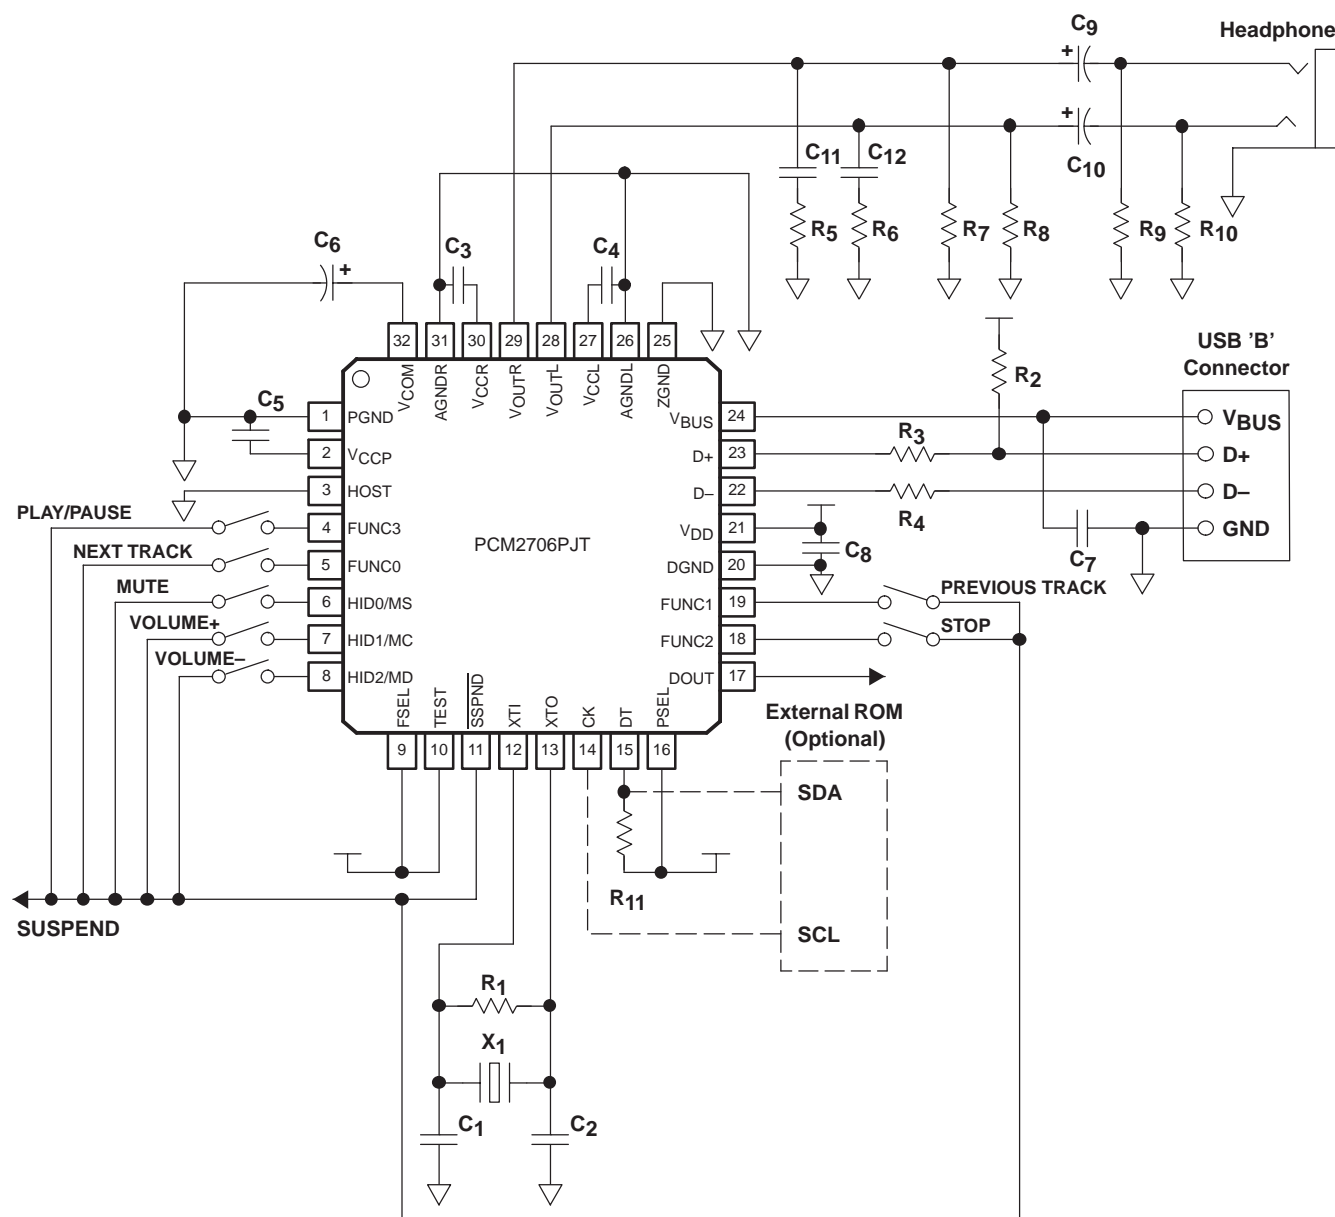 C9
Headphone
+
+
C11 C12 C10
R5 R6 R7 R8 R9 R10
C6 C3 C4
+
32 31 30 29 28 27 26 25
VCOM AGNDR VCCR VOUTR VOUTL VCCL AGNDL ZGND
R2
USB 'B'
Connector
C5
1 PGND
2 VCCP
3 HOST
PLAY/PAUSE 4 FUNC3
NEXT TRACK 5 FUNC0
MUTE 6 HID0/MS
VOLUME+ 7 HID1/MC
VOLUME– 8 HID2/MD
PCM2706PJT
VBUS 24 VBUS
D+ 23 R3 D+
D– 22 R4 D–
VDD 21 C8 C7 GND
DGND 20
FUNC1 19 PREVIOUS TRACK
FUNC2 18 STOP
DOUT 17
FSEL TEST SSPND XTI XTO CK DT PSEL
9 10 11 12 13 14 15 16
External ROM
(Optional)
SDA
R11
SCL
SUSPEND
R1
X1
C1 C2